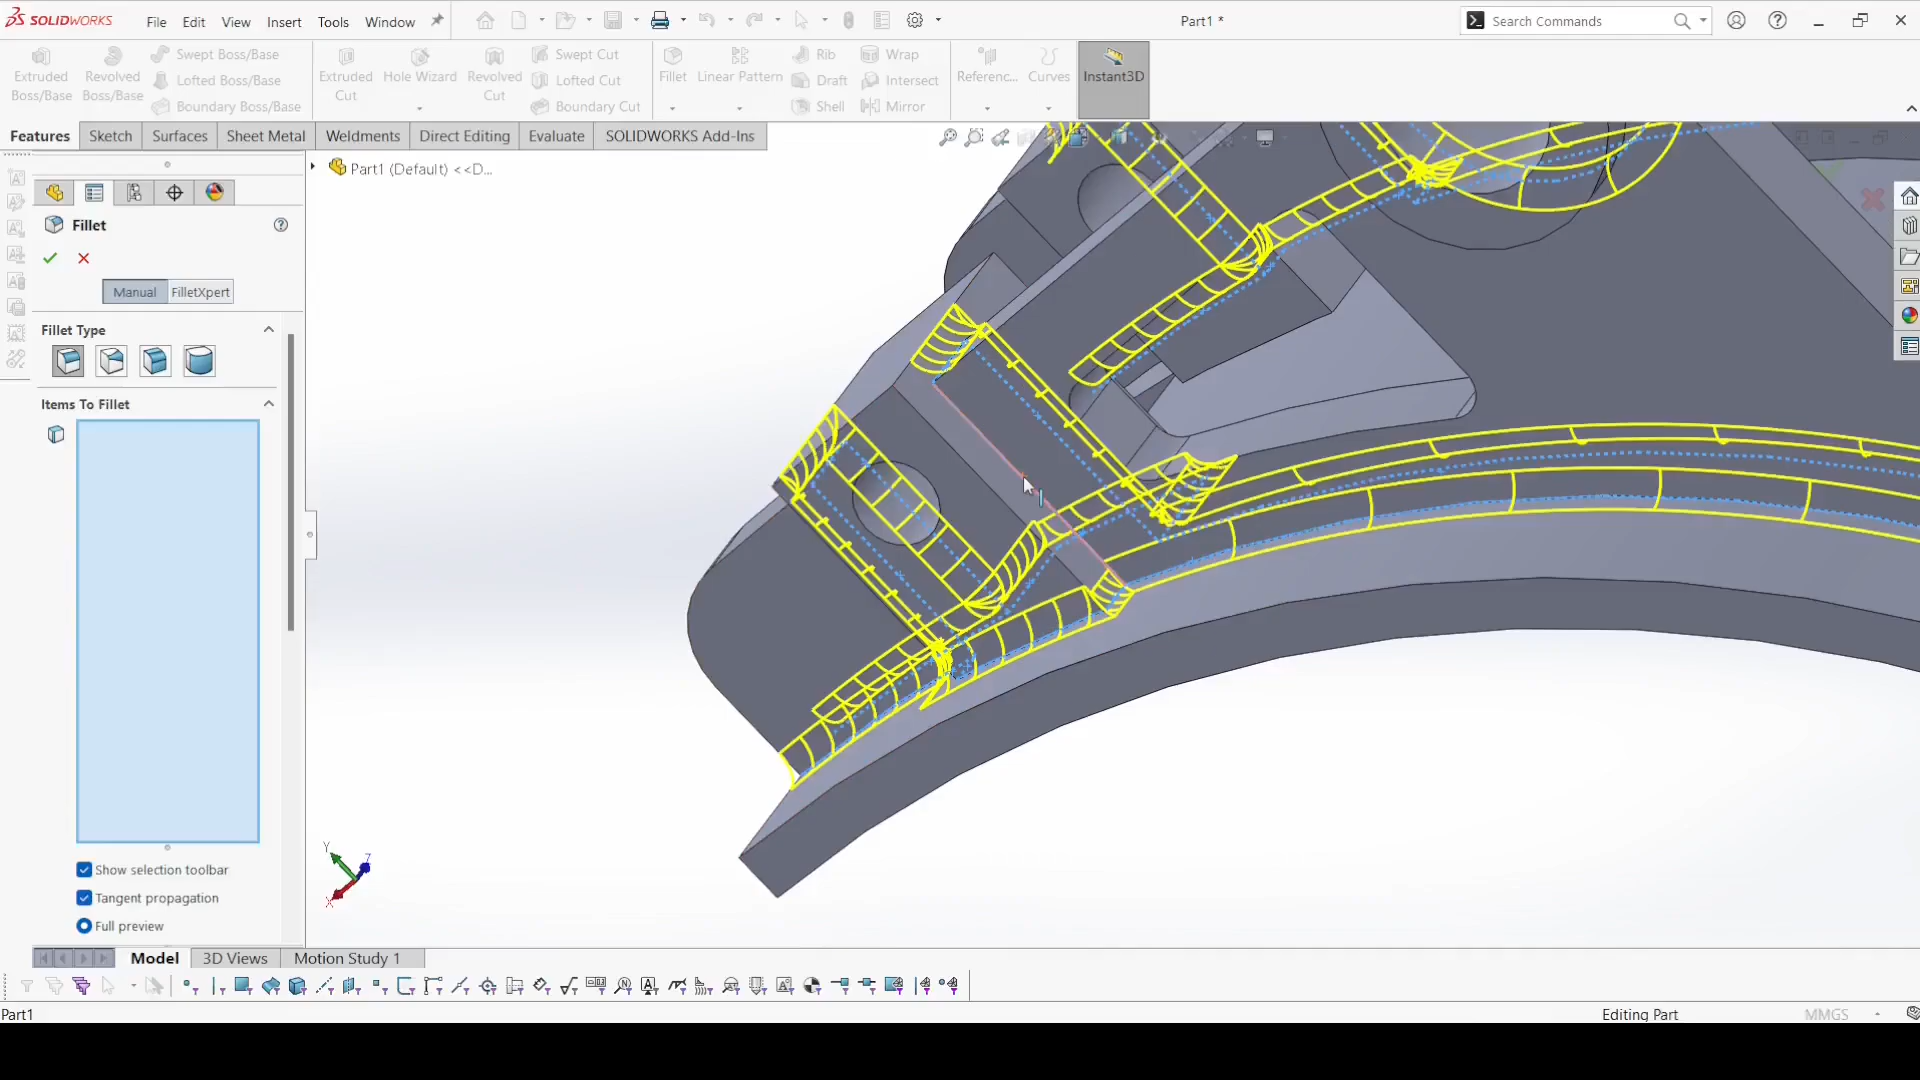 SOLIDWORKS File Edit View Insert Tools Window Part1 * Search Commands
Extruded Boss/Base
Revolved Boss/Base
Swept Boss/Base
Lofted Boss/Base
Boundary Boss/Base
Extruded Cut
Hole Wizard
Revolved Cut
Swept Cut
Lofted Cut
Boundary Cut
Fillet
Linear Pattern
Rib
Draft
Shell
Wrap
Intersect
Mirror
Referenc...
Curves
Instant3D
Features Sketch Surfaces Sheet Metal Weldments Direct Editing Evaluate SOLIDWORKS Add-Ins
Part1 (Default) <<D...
Fillet
Manual FilletXpert
Fillet Type
Items To Fillet
Show selection toolbar
Tangent propagation
Full preview
Y
Z
X
Model 3D Views Motion Study 1
Part1 Editing Part MMGS